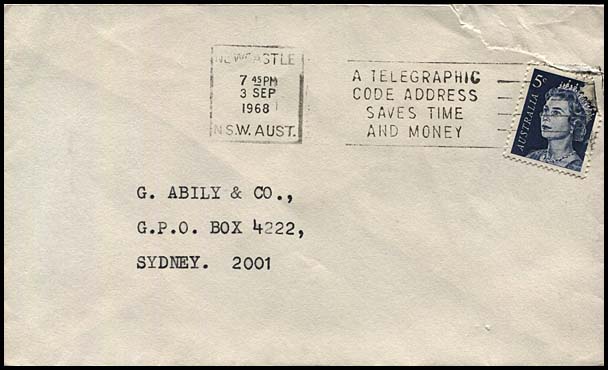 NEWCASTLE
7 45PM
3 SEP
1968
N.S.W. AUST.
A TELEGRAPHIC
CODE ADDRESS
SAVES TIME
AND MONEY
5c
AUSTRALIA
G. ABILY & CO.,
G.P.O. BOX 4222,
SYDNEY. 2001